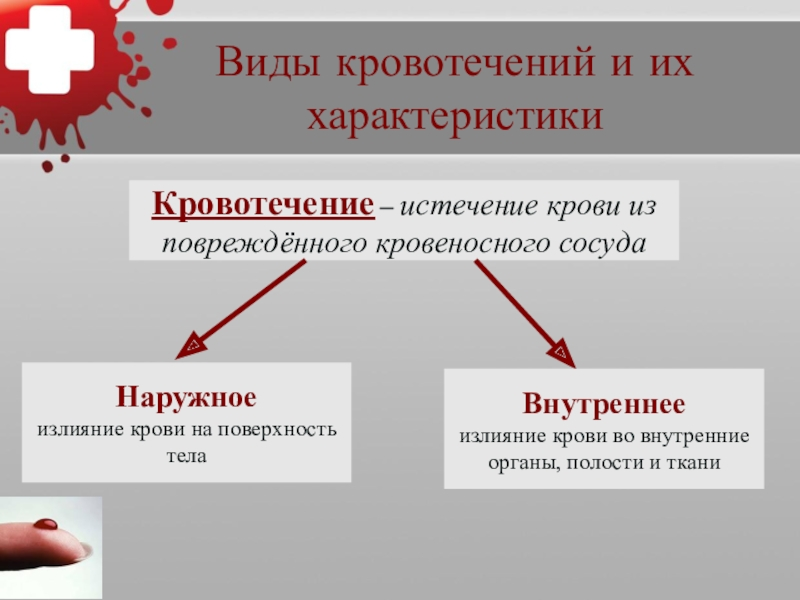 Виды кровотечений и их
характеристики
Кровотечение – истечение крови из
повреждённого кровеносного сосуда
Наружное
излияние крови на поверхность
тела
Внутреннее
излияние крови во внутренние
органы, полости и ткани